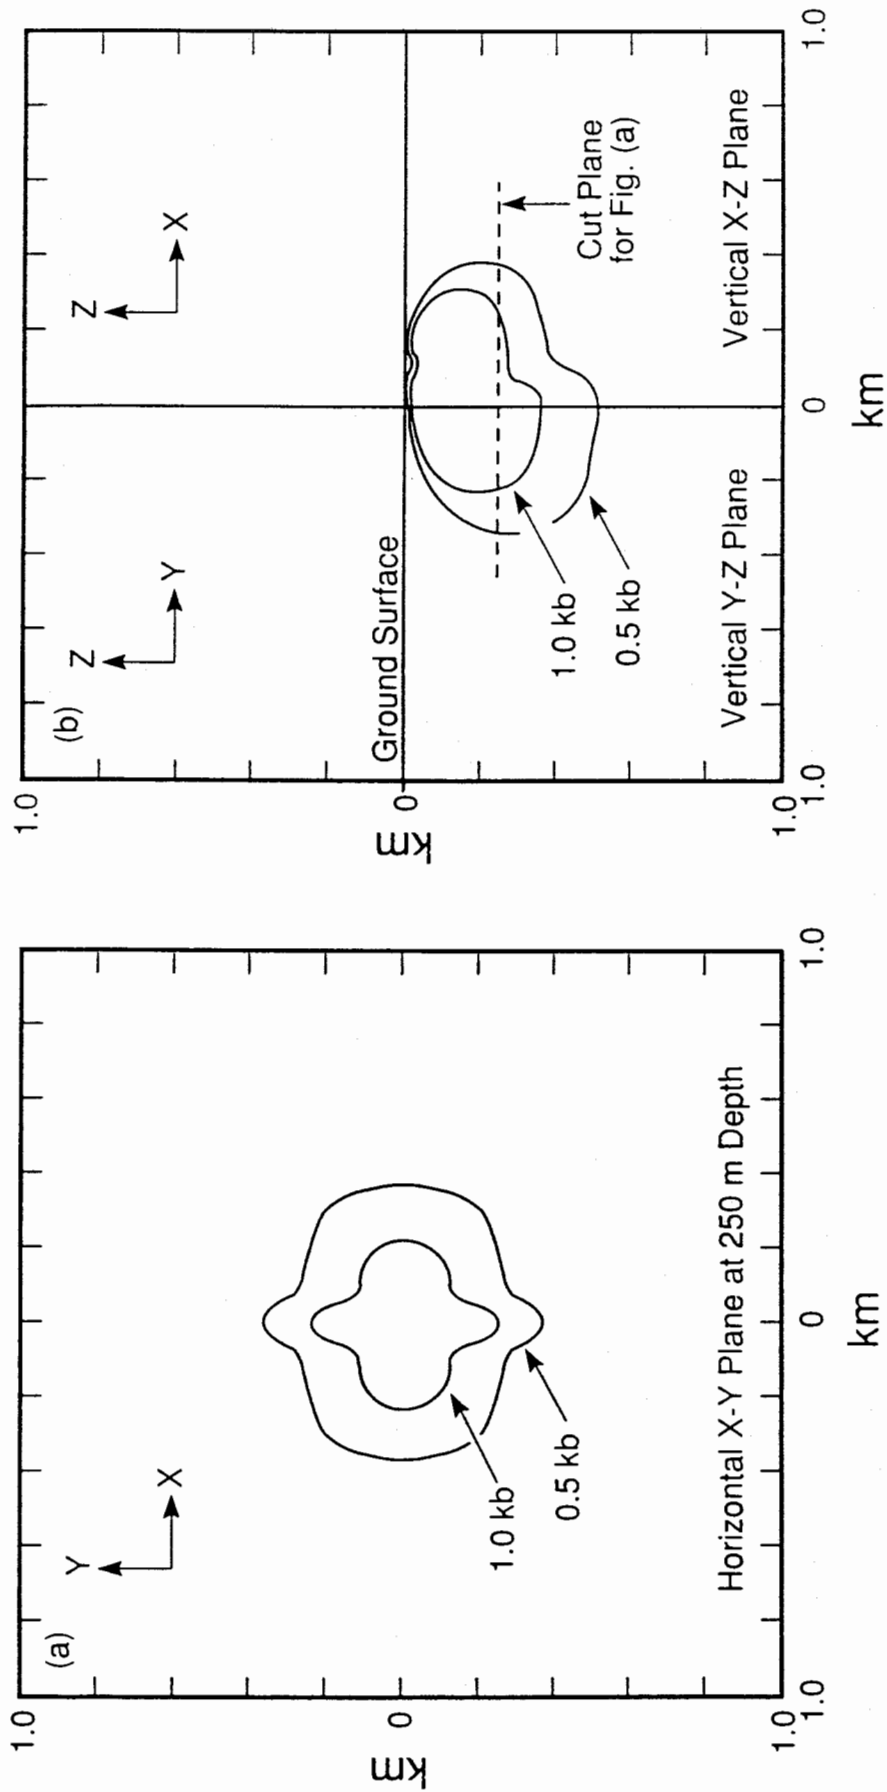 (a)
Y
X
1.0 kb
0.5 kb
Horizontal X-Y Plane at 250 m Depth
1.0
0
1.0
km
1.0
0
1.0
km
(b)
Z
Y
Z
X
Ground Surface
1.0 kb
0.5 kb
Cut Plane
for Fig. (a)
Vertical Y-Z Plane
Vertical X-Z Plane
1.0
0
1.0
km
1.0
0
1.0
km